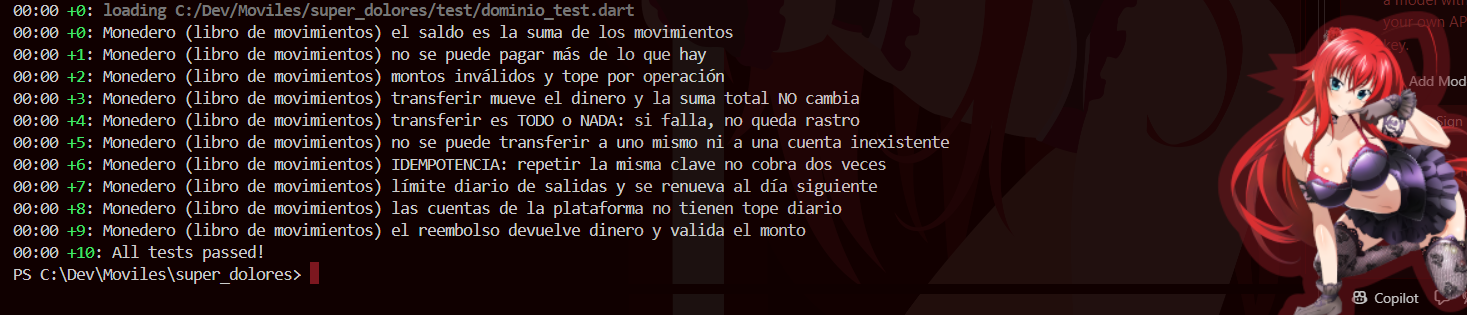 00:00 +0: loading C:/Dev/Moviles/super_dolores/test/dominio_test.dart
00:00 +0: Monedero (libro de movimientos) el saldo es la suma de los movimientos
00:00 +1: Monedero (libro de movimientos) no se puede pagar más de lo que hay
00:00 +2: Monedero (libro de movimientos) montos inválidos y tope por operación
00:00 +3: Monedero (libro de movimientos) transferir mueve el dinero y la suma total NO cambia
00:00 +4: Monedero (libro de movimientos) transferir es TODO o NADA: si falla, no queda rastro
00:00 +5: Monedero (libro de movimientos) no se puede transferir a uno mismo ni a una cuenta inexistente
00:00 +6: Monedero (libro de movimientos) IDEMPOTENCIA: repetir la misma clave no cobra dos veces
00:00 +7: Monedero (libro de movimientos) límite diario de salidas y se renueva al día siguiente
00:00 +8: Monedero (libro de movimientos) las cuentas de la plataforma no tienen tope diario
00:00 +9: Monedero (libro de movimientos) el reembolso devuelve dinero y valida el monto
00:00 +10: All tests passed!
PS C:\Dev\Moviles\super_dolores>
a model with
your own AP
key.
Add Mod
Sign
Copilot